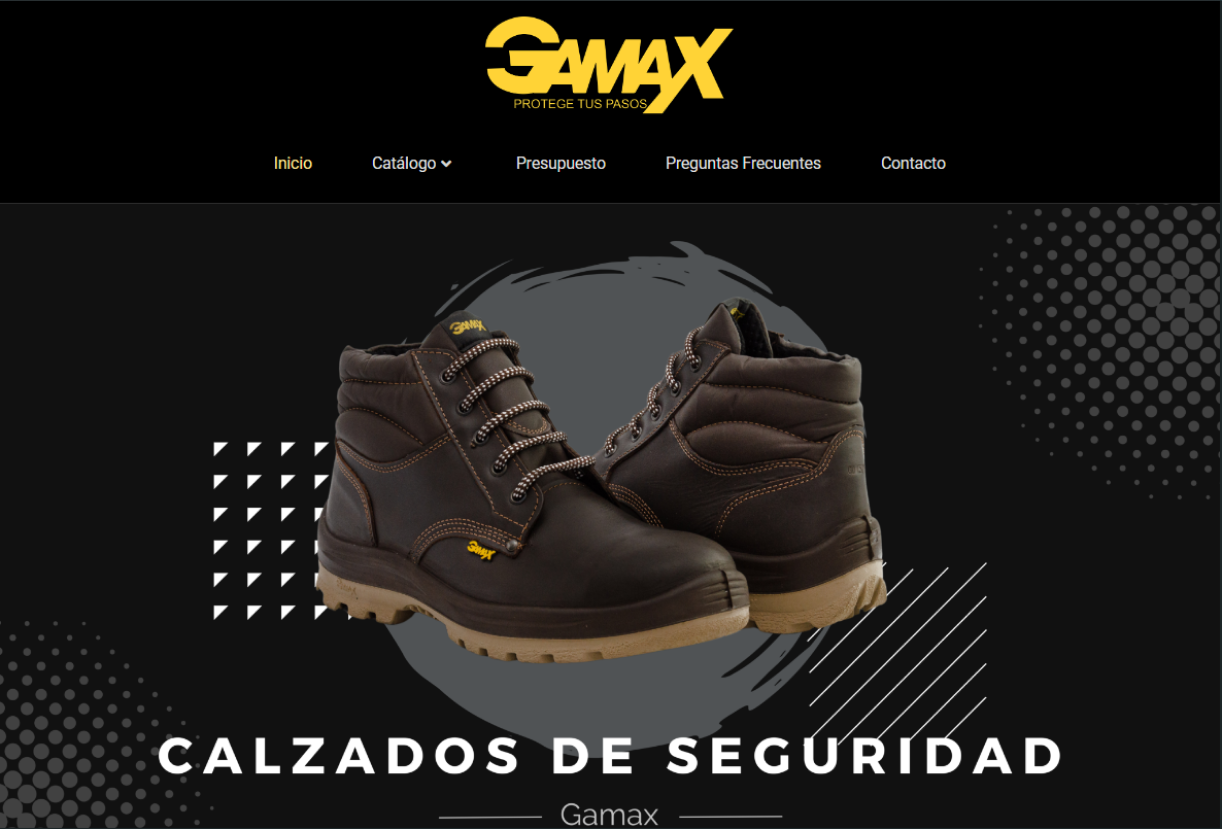 GAMAX
PROTEGE TUS PASOS
Inicio
Catálogo
Presupuesto
Preguntas Frecuentes
Contacto
GAMAX
GAMAX
CALZADOS DE SEGURIDAD
Gamax